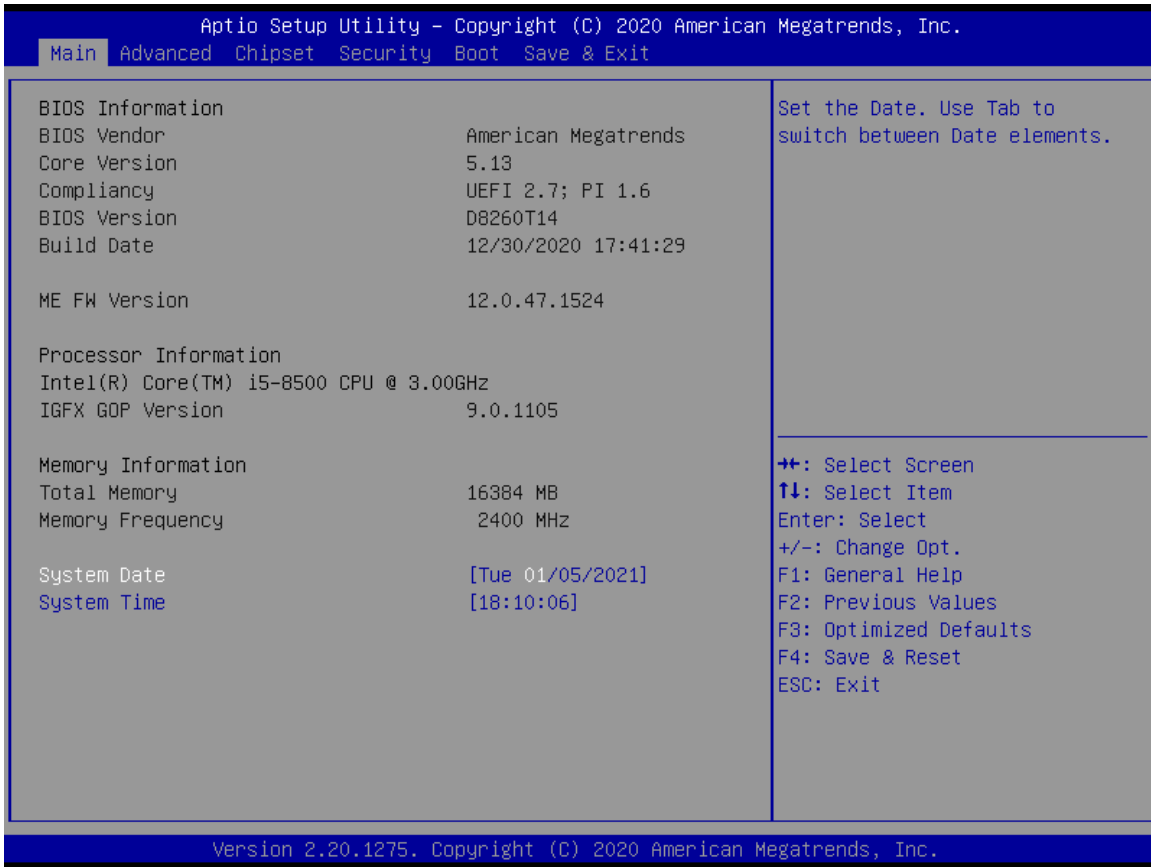 Aptio Setup Utility – Copyright (C) 2020 American Megatrends, Inc.
Main Advanced Chipset Security Boot Save & Exit
BIOS Information
BIOS Vendor American Megatrends
Core Version 5.13
Compliancy UEFI 2.7; PI 1.6
BIOS Version D8260T14
Build Date 12/30/2020 17:41:29
ME FW Version 12.0.47.1524
Processor Information
Intel(R) Core(TM) i5-8500 CPU @ 3.00GHz
IGFX GOP Version 9.0.1105
Memory Information
Total Memory 16384 MB
Memory Frequency 2400 MHz
System Date [Tue 01/05/2021]
System Time [18:10:06]
Set the Date. Use Tab to
switch between Date elements.
→←: Select Screen
↑↓: Select Item
Enter: Select
+/-: Change Opt.
F1: General Help
F2: Previous Values
F3: Optimized Defaults
F4: Save & Reset
ESC: Exit
Version 2.20.1275. Copyright (C) 2020 American Megatrends, Inc.